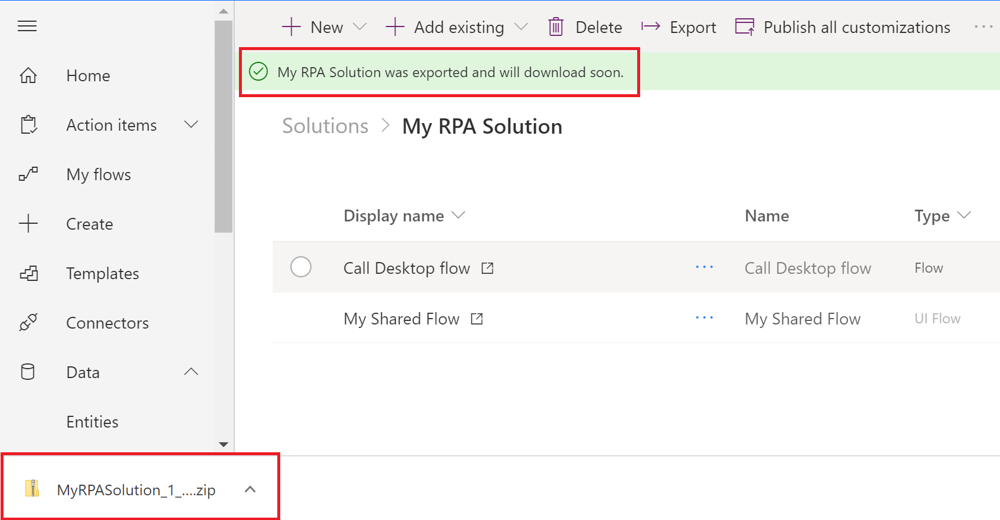 New Add existing Delete Export Publish all customizations ...
My RPA Solution was exported and will download soon.
Home
Action items
My flows
Create
Templates
Connectors
Data
Entities
Solutions > My RPA Solution
Display name Name Type
Call Desktop flow ... Call Desktop flow Flow
My Shared Flow ... My Shared Flow UI Flow
MyRPASolution_1_....zip